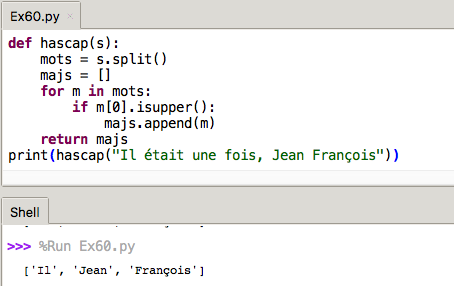 Ex60.py
def hascap(s):
    mots = s.split()
    majs = []
    for m in mots:
        if m[0].isupper():
            majs.append(m)
    return majs
print(hascap("Il était une fois, Jean François"))
Shell
>>> %Run Ex60.py
['Il', 'Jean', 'François']